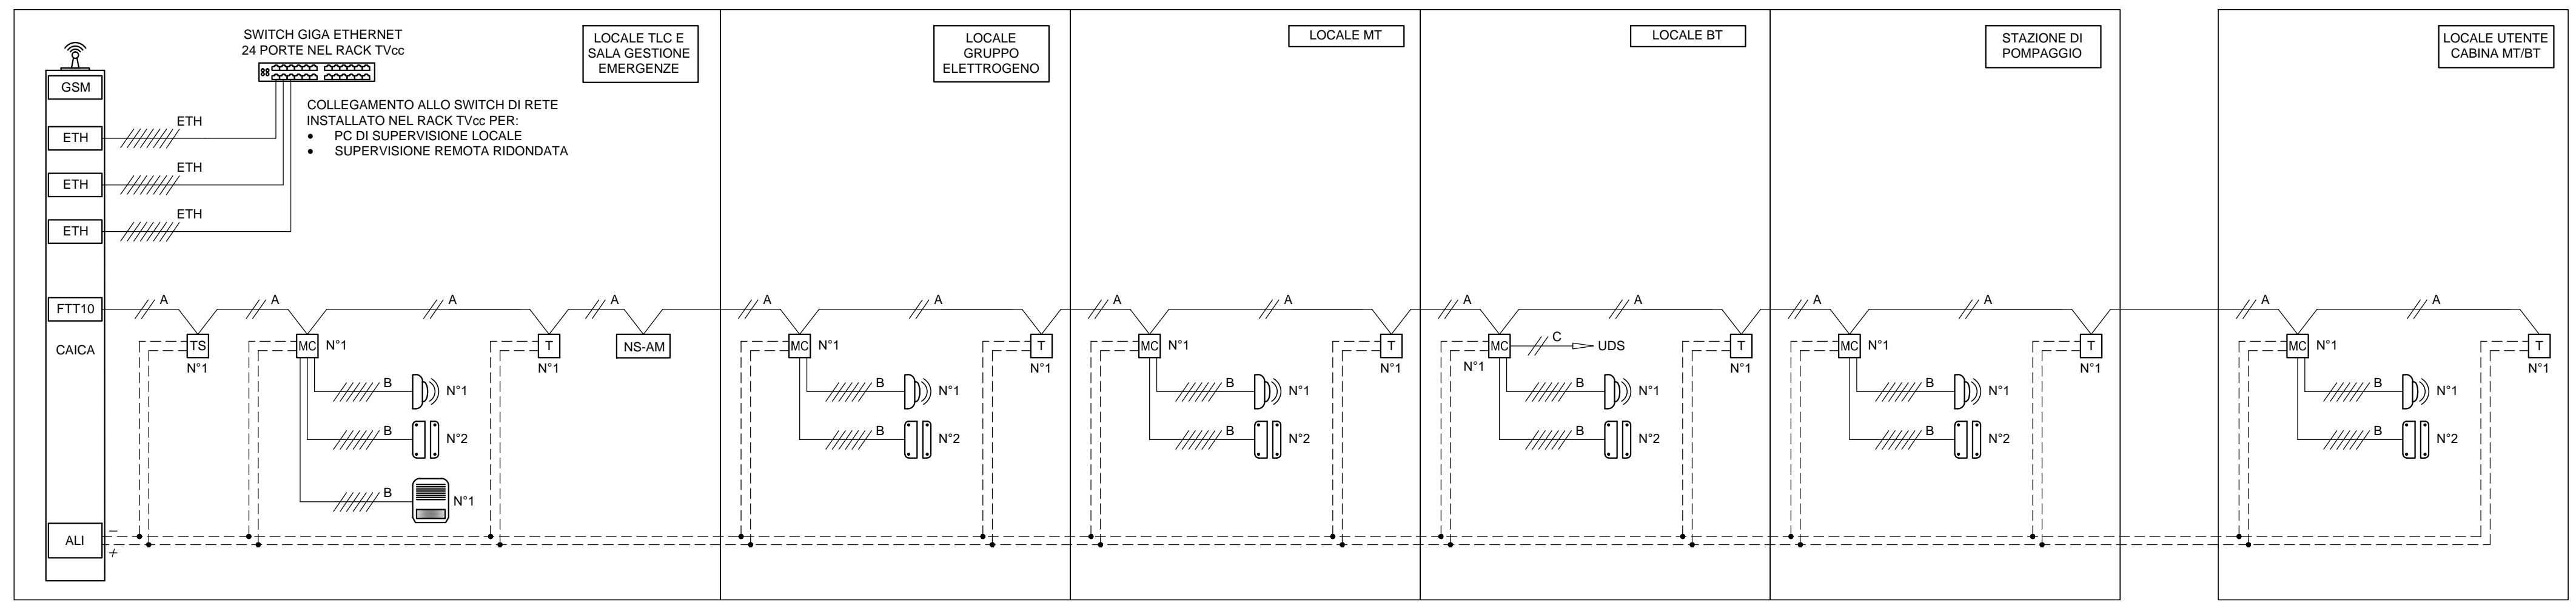 SWITCH GIGA ETHERNET
24 PORTE NEL RACK TVcc
LOCALE TLC E
SALA GESTIONE
EMERGENZE
LOCALE
GRUPPO
ELETTROGENO
LOCALE MT
LOCALE BT
STAZIONE DI
POMPAGGIO
LOCALE UTENTE
CABINA MT/BT
GSM
COLLEGAMENTO ALLO SWITCH DI RETE
INSTALLATO NEL RACK TVcc PER:
• PC DI SUPERVISIONE LOCALE
• SUPERVISIONE REMOTA RIDONDATA
ETH
ETH
ETH
ETH
ETH
ETH
FTT10
A A A A A A A A A A A A A A
CAICA
TS
N°1
MC N°1
T
N°1
NS-AM
B N°1
B N°2
B N°1
MC N°1
T
N°1
B N°1
B N°2
MC N°1
T
N°1
B N°1
B N°2
MC C UDS
N°1
T
N°1
B N°1
B N°2
MC N°1
T
N°1
B N°1
B N°2
MC N°1
T
N°1
B N°1
B N°2
ALI
−
+